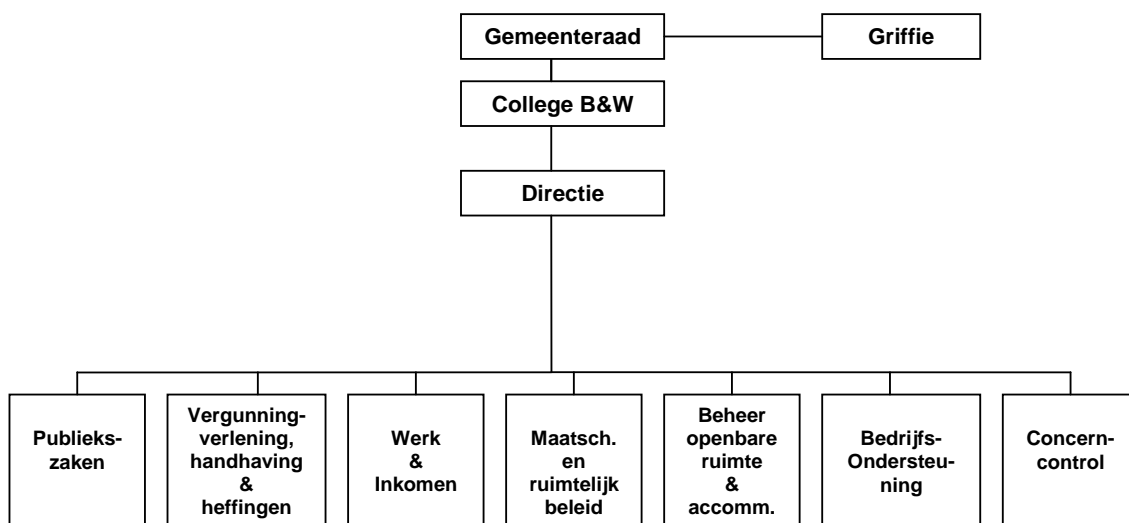 Gemeenteraad
Griffie
College B&W
Directie
Publieks-
zaken
Vergunning-
verlening,
handhaving
&
heffingen
Werk
&
Inkomen
Maatsch.
en
ruimtelijk
beleid
Beheer
openbare
ruimte
&
accomm.
Bedrijfs-
Ondersteu-
ning
Concern-
control